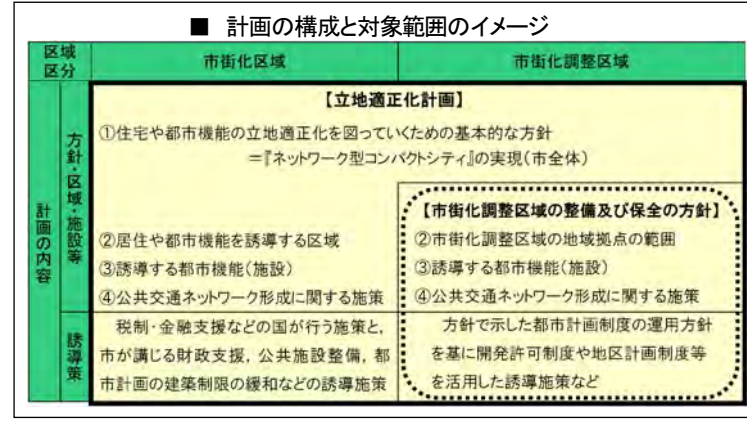 ■ 計画の構成と対象範囲のイメージ
区域
区分
市街化区域
市街化調整区域
計画の内容
方針・区域・施設等
【立地適正化計画】
①住宅や都市機能の立地適正化を図っていくための基本的な方針
＝『ネットワーク型コンパクトシティ』の実現（市全体）
②居住や都市機能を誘導する区域
③誘導する都市機能（施設）
④公共交通ネットワーク形成に関する施策
【市街化調整区域の整備及び保全の方針】
②市街化調整区域の地域拠点の範囲
③誘導する都市機能（施設）
④公共交通ネットワーク形成に関する施策
誘導策
税制・金融支援などの国が行う施策と，
市が講じる財政支援，公共施設整備，都
市計画の建築制限の緩和などの誘導施策
方針で示した都市計画制度の運用方針
を基に開発許可制度や地区計画制度等
を活用した誘導施策など